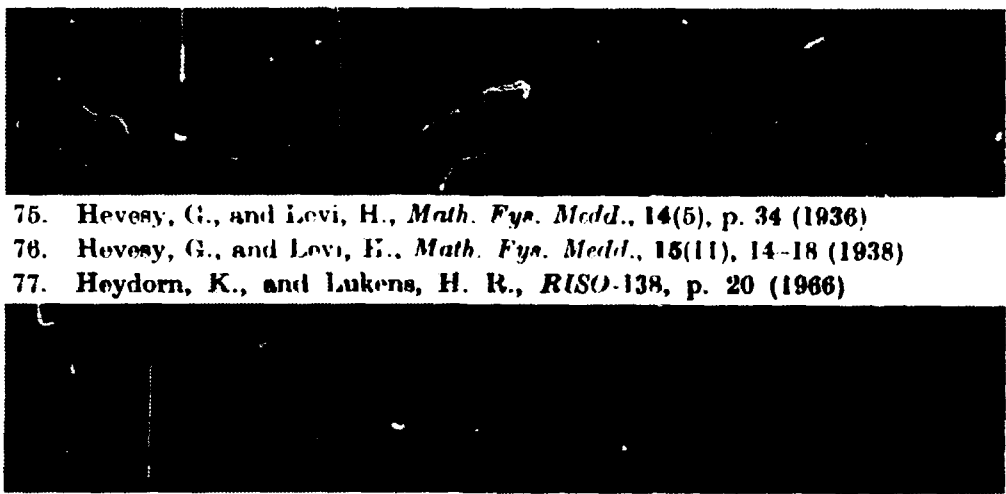 75. Hevesy, G., and Levi, H., Math. Fys. Medd., 14(5), p. 34 (1936)
76. Hevesy, G., and Levi, H., Math. Fys. Medd., 15(11), 14-18 (1938)
77. Heydorn, K., and Lukens, H. R., RISO-138, p. 20 (1966)